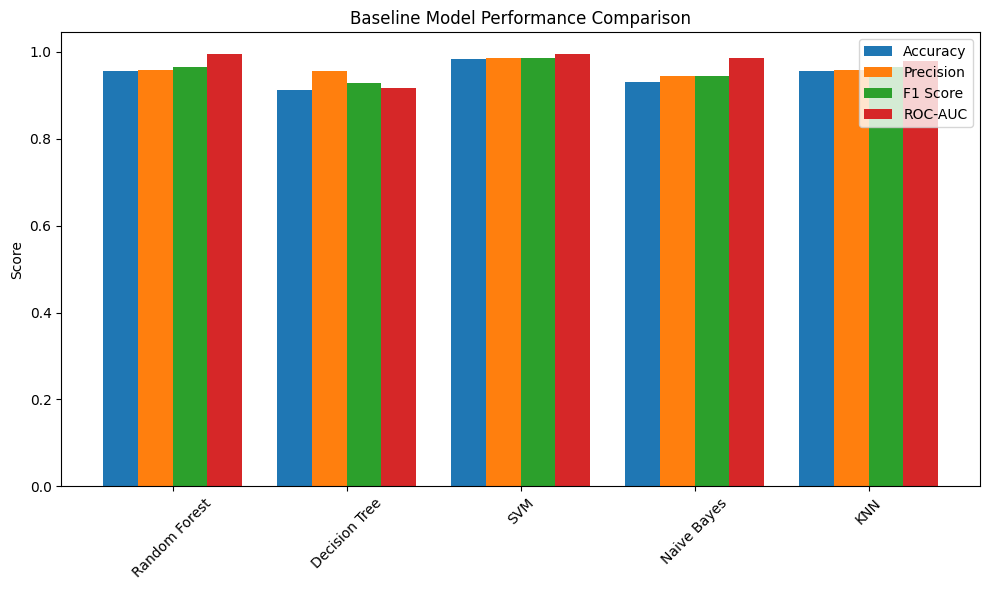 Baseline Model Performance Comparison
Accuracy
Precision
F1 Score
ROC-AUC
Score
1.0
0.8
0.6
0.4
0.2
0.0
Random Forest
Decision Tree
SVM
Naive Bayes
KNN